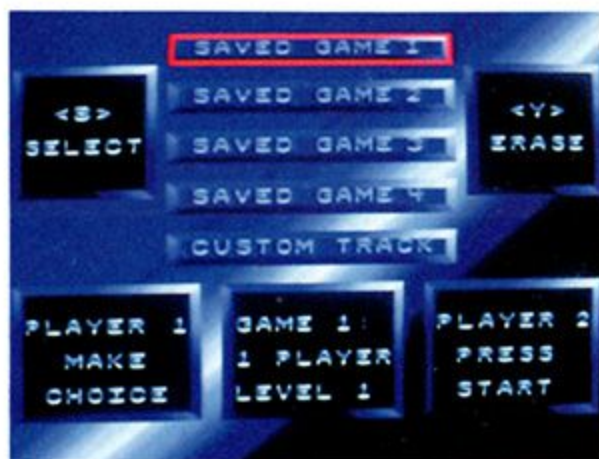 SAVED GAME 1
SAVED GAME 2
SAVED GAME 3
SAVED GAME 4
CUSTOM TRACK
<B>
SELECT
<Y>
ERASE
PLAYER 1
MAKE
CHOICE
GAME 1:
1 PLAYER
LEVEL 1
PLAYER 2
PRESS
START